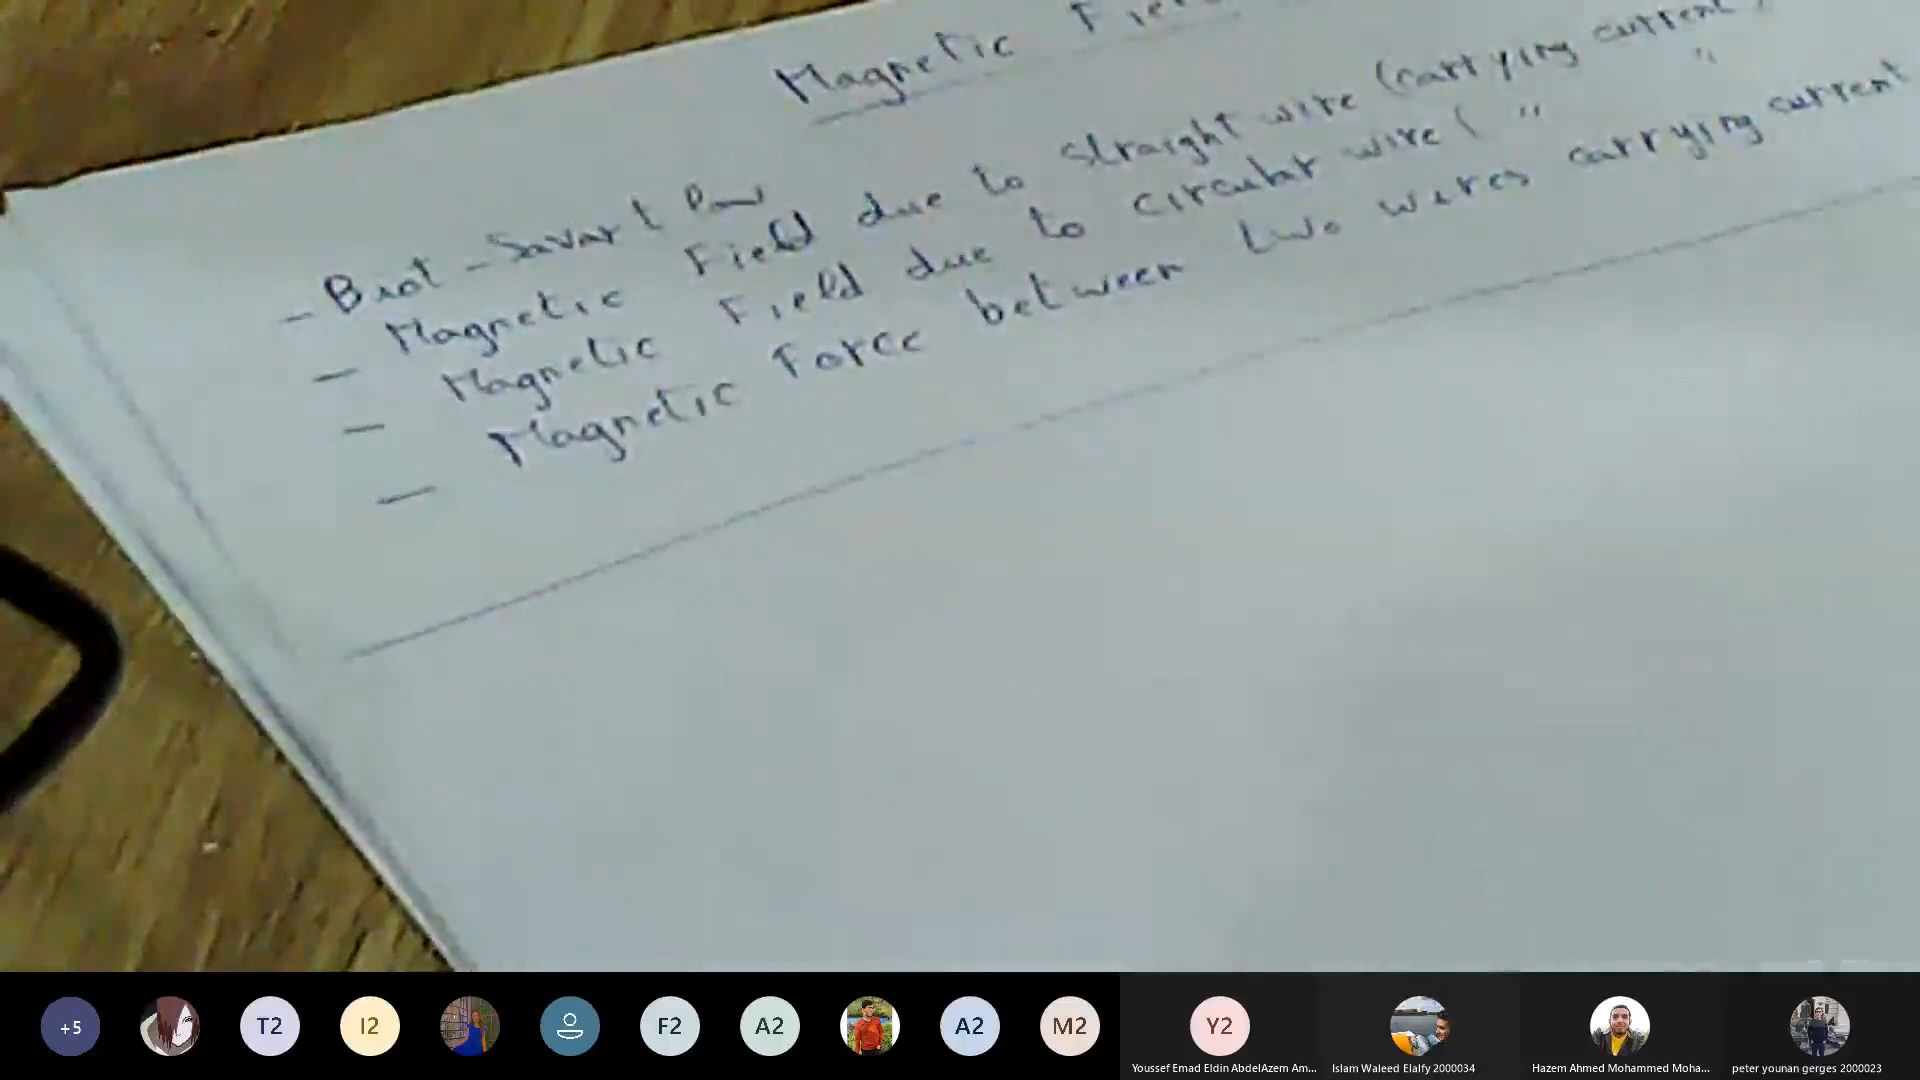 Magnetic Fiel
- Biot - Savart law
- Magnetic Field due to straight wire (carrying current)
- Magnetic Field due to circular wire ( " "
- Magnetic Force between two wires carrying current
+5
T2
I2
F2
A2
A2
M2
Y2
Youssef Emad Eldin AbdelAzem Am...
Islam Waleed Elalfy 2000034
Hazem Ahmed Mohammed Moha...
peter younan gerges 2000023